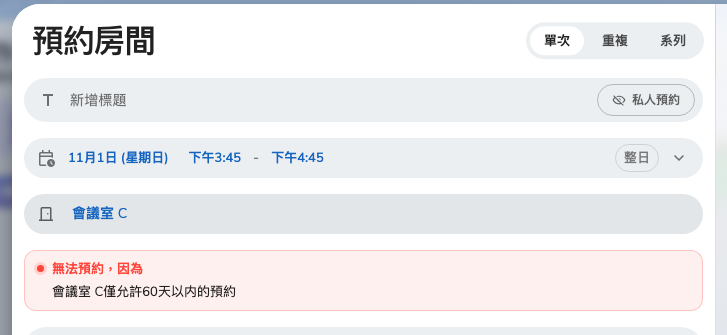 預約房間
單次 重複 系列
新增標題 私人預約
11月1日 (星期日) 下午3:45 - 下午4:45 整日
會議室 C
無法預約，因為
會議室 C僅允許60天以内的預約